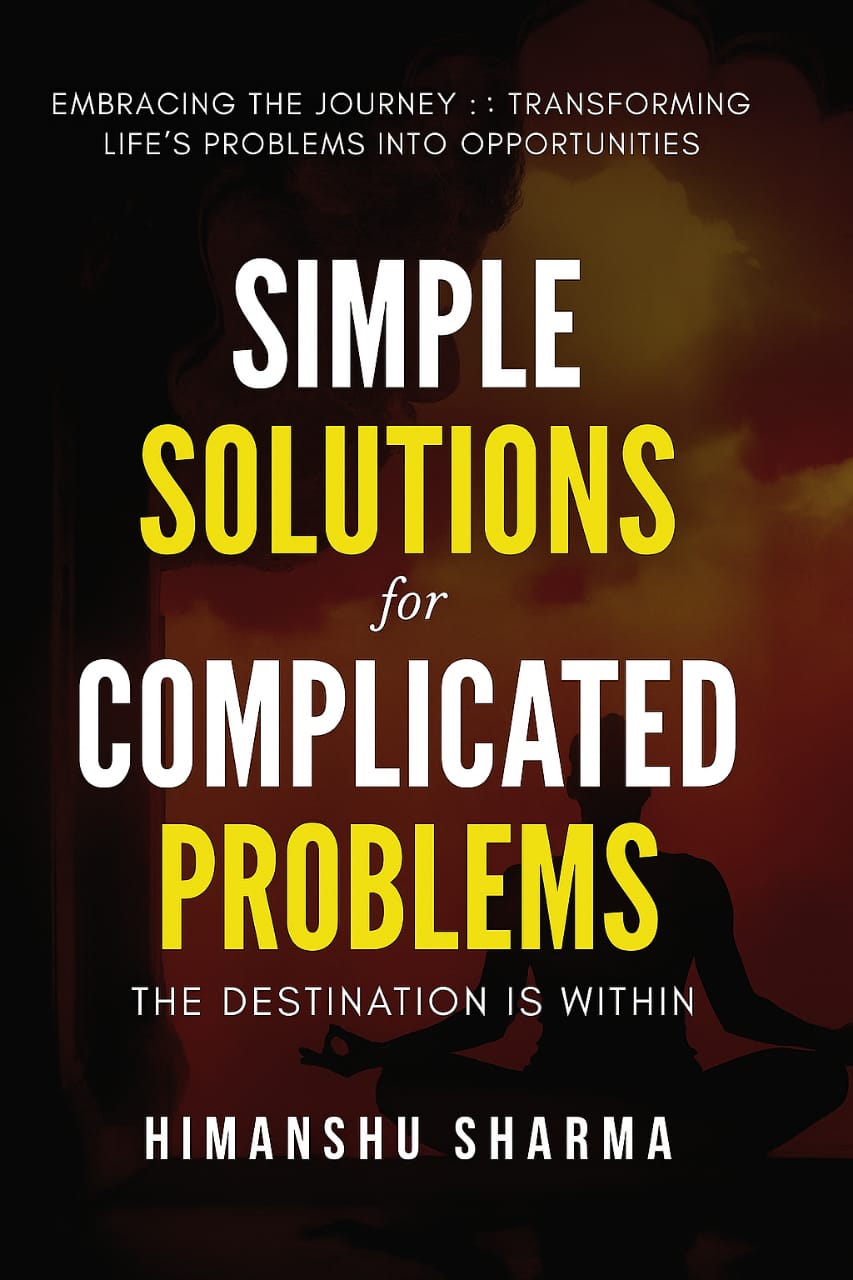 EMBRACING THE JOURNEY :: TRANSFORMING
LIFE’S PROBLEMS INTO OPPORTUNITIES
SIMPLE
SOLUTIONS
for
COMPLICATED
PROBLEMS
THE DESTINATION IS WITHIN
HIMANSHU SHARMA